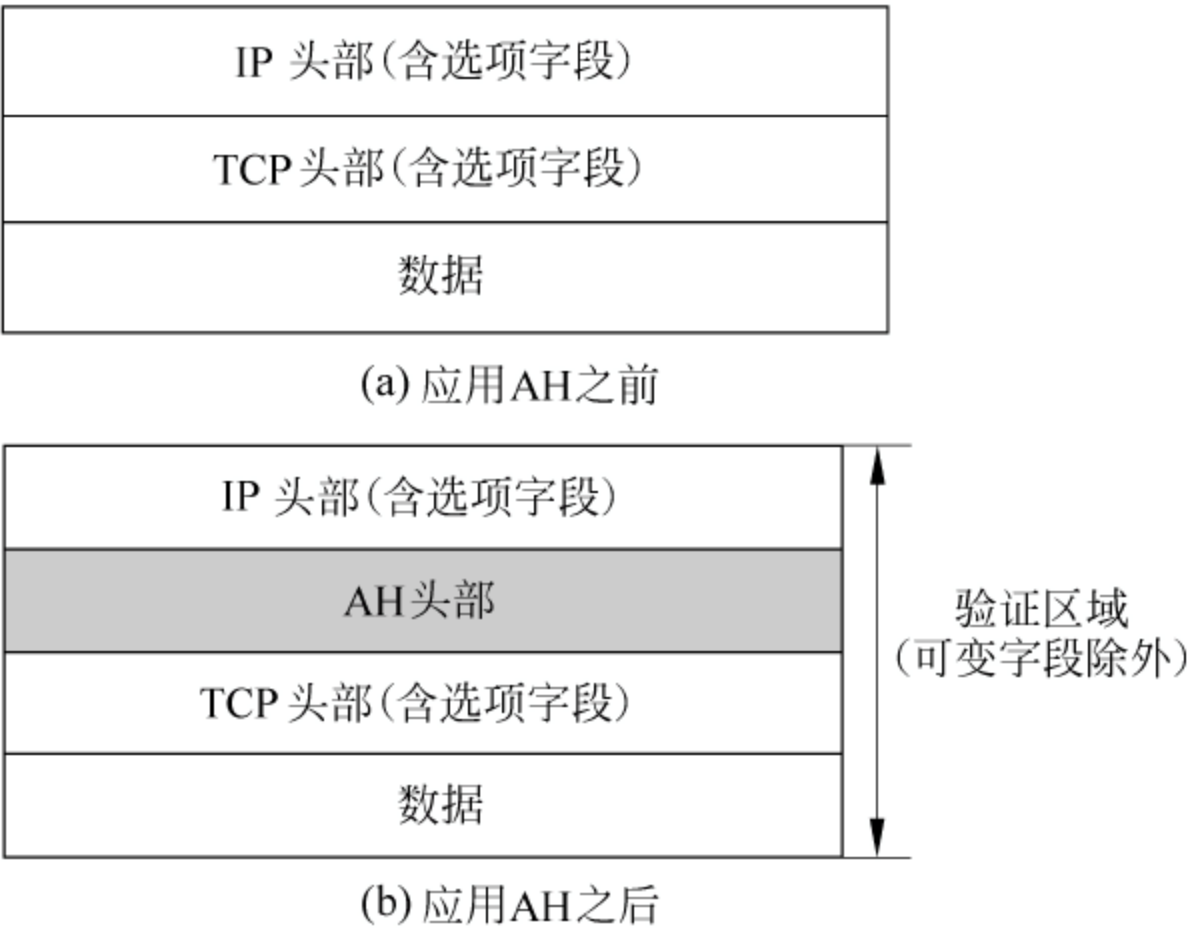 IP 头部(含选项字段)
TCP头部(含选项字段)
数据
(a) 应用AH之前
IP 头部(含选项字段)
AH头部
TCP头部(含选项字段)
数据
验证区域
(可变字段除外)
(b) 应用AH之后